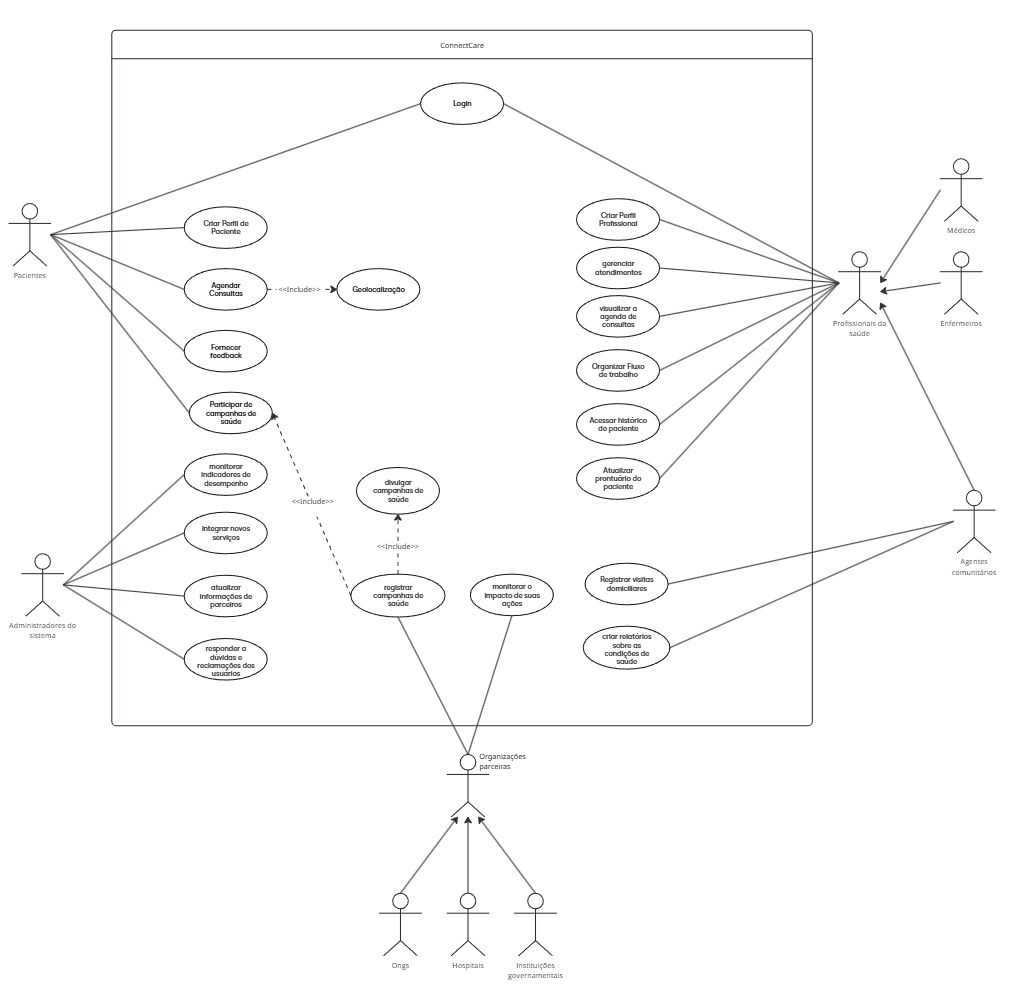 ConnectCare
Login
Médicos
Criar Perfil de
Paciente
Criar Perfil
Profissional
Pacientes
gerenciar
atendimentos
Agendar
Consultas
<<Include>>
Geolocalização
visualizar a
agenda de
consultas
Profissionais da
saúde
Enfermeiros
Fornecer
feedback
Organizar Fluxo
de trabalho
Participar de
campanhas de
saúde
Acessar histórico
do paciente
monitorar
indicadores de
desempenho
divulgar
campanhas de
saúde
Atualizar
prontuário do
paciente
<<Include>>
integrar novos
serviços
<<Include>>
Agentes
comunitários
atualizar
informações de
parceiros
registrar
campanhas de
saúde
monitorar o
impacto de suas
ações
Registrar visitas
domiciliares
Administradores do
sistema
responder a
dúvidas e
reclamações dos
usuários
criar relatórios
sobre as
condições de
saúde
Organizações
parceiras
Ongs
Hospitais
Instituições
governamentais